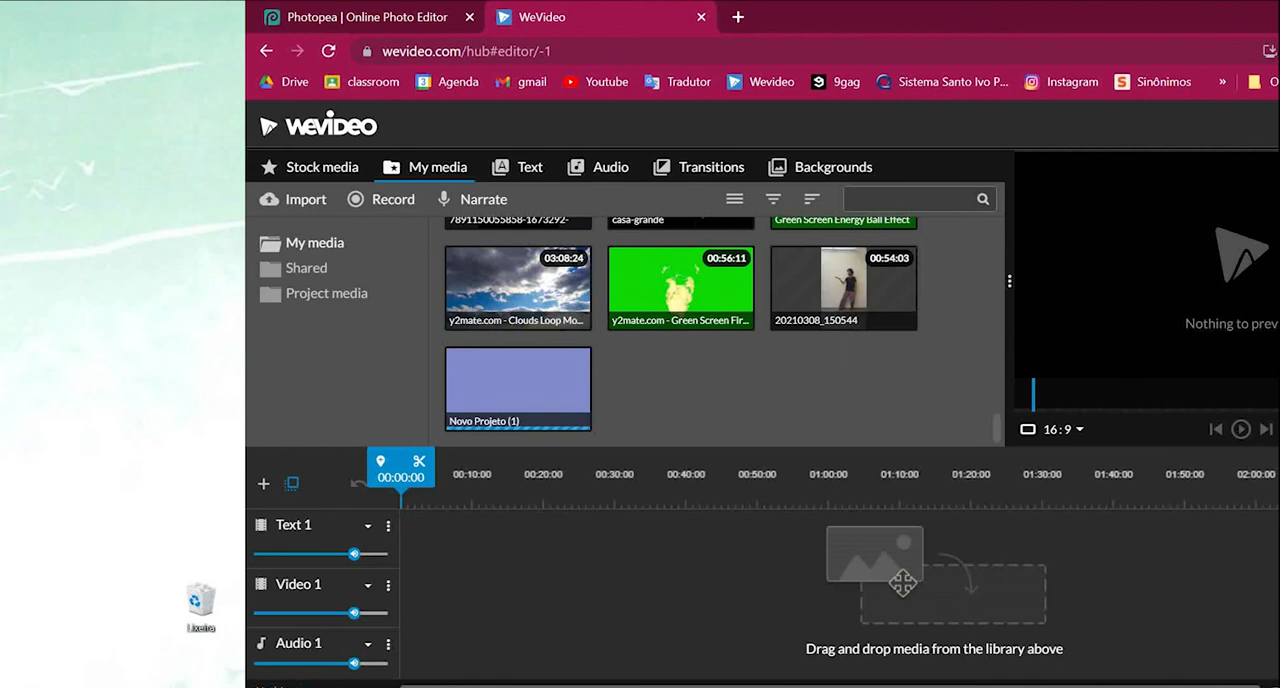 Photopea | Online Photo Editor
WeVideo
wevideo.com/hub#editor/-1
Drive
classroom
Agenda
gmail
Youtube
Tradutor
Wevideo
9gag
Sistema Santo Ivo P...
Instagram
Sinônimos
»
O
WEVIDEO
Stock media
My media
Text
Audio
Transitions
Backgrounds
Import
Record
Narrate
My media
Shared
Project media
7891150055858-1673292-
casa-grande
Green Screen Energy Ball Effect
03:08:24
y2mate.com - Clouds Loop Mo...
00:56:11
y2mate.com - Green Screen Fir...
00:54:03
20210308_150544
Novo Projeto (1)
Nothing to prev
16:9
00:00:00
00:10:00
00:20:00
00:30:00
00:40:00
00:50:00
01:00:00
01:10:00
01:20:00
01:30:00
01:40:00
01:50:00
02:00:00
Text 1
Video 1
Audio 1
Drag and drop media from the library above
Lixeira